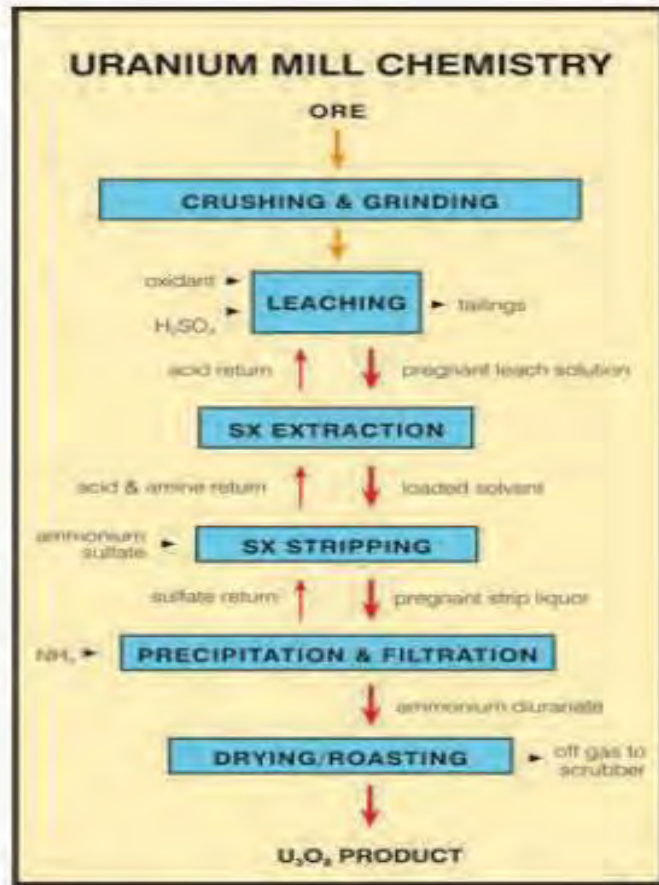 URANIUM MILL CHEMISTRY
ORE
CRUSHING & GRINDING
oxidant
H₂SO₄
LEACHING
tailings
acid return
pregnant leach solution
SX EXTRACTION
acid & amine return
loaded solvent
ammonium
sulfate
SX STRIPPING
sulfate return
pregnant strip liquor
NH₃
PRECIPITATION & FILTRATION
ammonium diuranate
DRYING/ROASTING
off gas to
scrubber
U₃O₈ PRODUCT